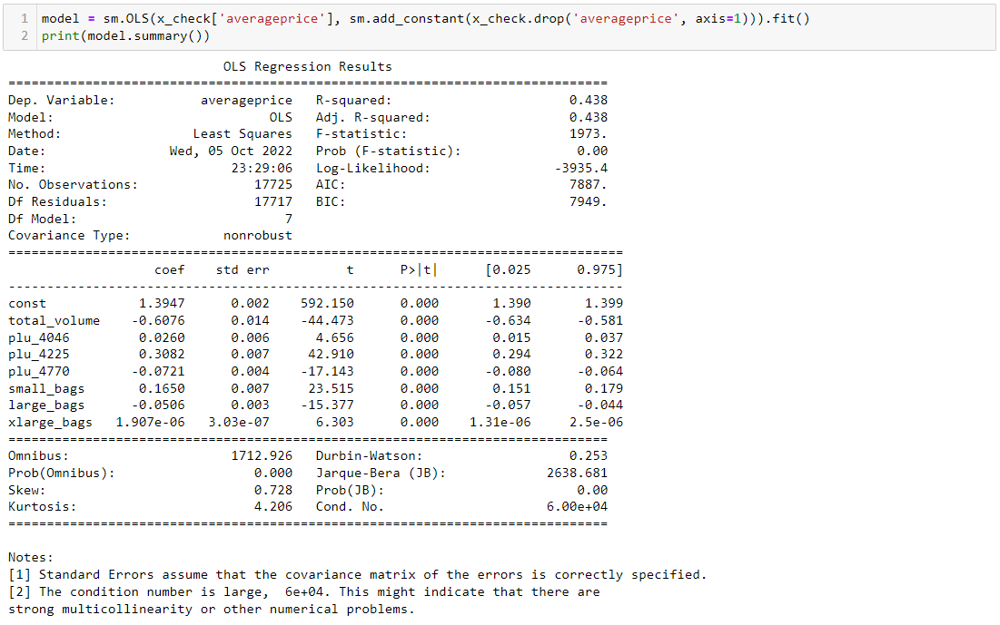 1 model = sm.OLS(x_check['averageprice'], sm.add_constant(x_check.drop('averageprice', axis=1))).fit()
2 print(model.summary())
                            OLS Regression Results
==============================================================================
Dep. Variable:           averageprice   R-squared:                       0.438
Model:                            OLS   Adj. R-squared:                  0.438
Method:                 Least Squares   F-statistic:                     1973.
Date:                Wed, 05 Oct 2022   Prob (F-statistic):               0.00
Time:                        23:29:06   Log-Likelihood:                -3935.4
No. Observations:               17725   AIC:                             7887.
Df Residuals:                   17717   BIC:                             7949.
Df Model:                           7
Covariance Type:            nonrobust
================================================================================
                   coef    std err          t      P>|t|      [0.025      0.975]
--------------------------------------------------------------------------------
const            1.3947      0.002    592.150      0.000       1.390       1.399
total_volume    -0.6076      0.014    -44.473      0.000      -0.634      -0.581
plu_4046         0.0260      0.006      4.656      0.000       0.015       0.037
plu_4225         0.3082      0.007     42.910      0.000       0.294       0.322
plu_4770        -0.0721      0.004    -17.143      0.000      -0.080      -0.064
small_bags       0.1650      0.007     23.515      0.000       0.151       0.179
large_bags      -0.0506      0.003    -15.377      0.000      -0.057      -0.044
xlarge_bags   1.907e-06   3.03e-07      6.303      0.000    1.31e-06     2.5e-06
==============================================================================
Omnibus:                     1712.926   Durbin-Watson:                   0.253
Prob(Omnibus):                  0.000   Jarque-Bera (JB):             2638.681
Skew:                           0.728   Prob(JB):                         0.00
Kurtosis:                       4.206   Cond. No.                     6.00e+04
==============================================================================
Notes:
[1] Standard Errors assume that the covariance matrix of the errors is correctly specified.
[2] The condition number is large,  6e+04. This might indicate that there are
strong multicollinearity or other numerical problems.